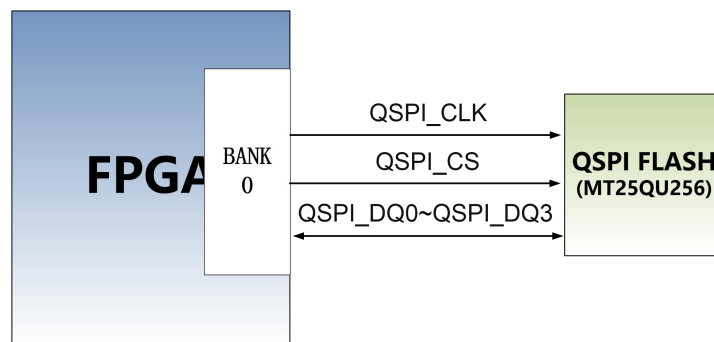 FPGA
BANK
0
QSPI_CLK
QSPI_CS
QSPI_DQ0~QSPI_DQ3
QSPI FLASH
(MT25QU256)